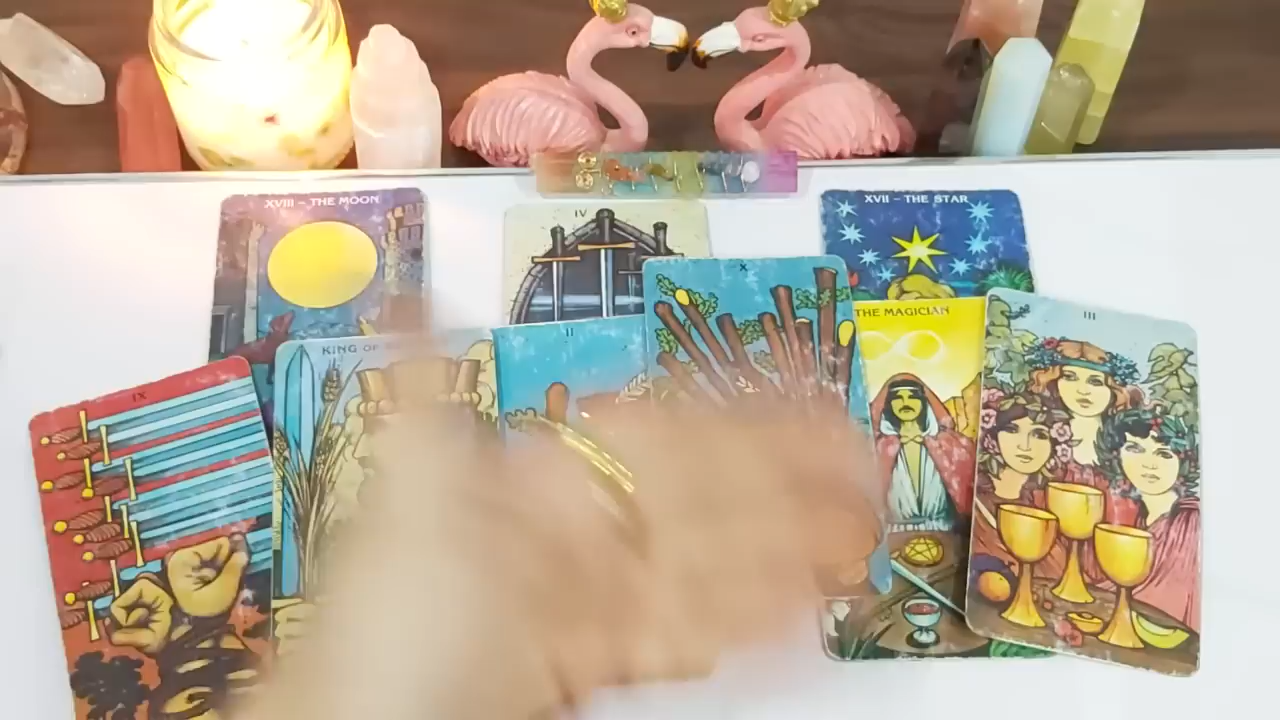 XVIII – THE MOON
IV
XVII – THE STAR
X
THE MAGICIAN
III
II
KING OF
IX